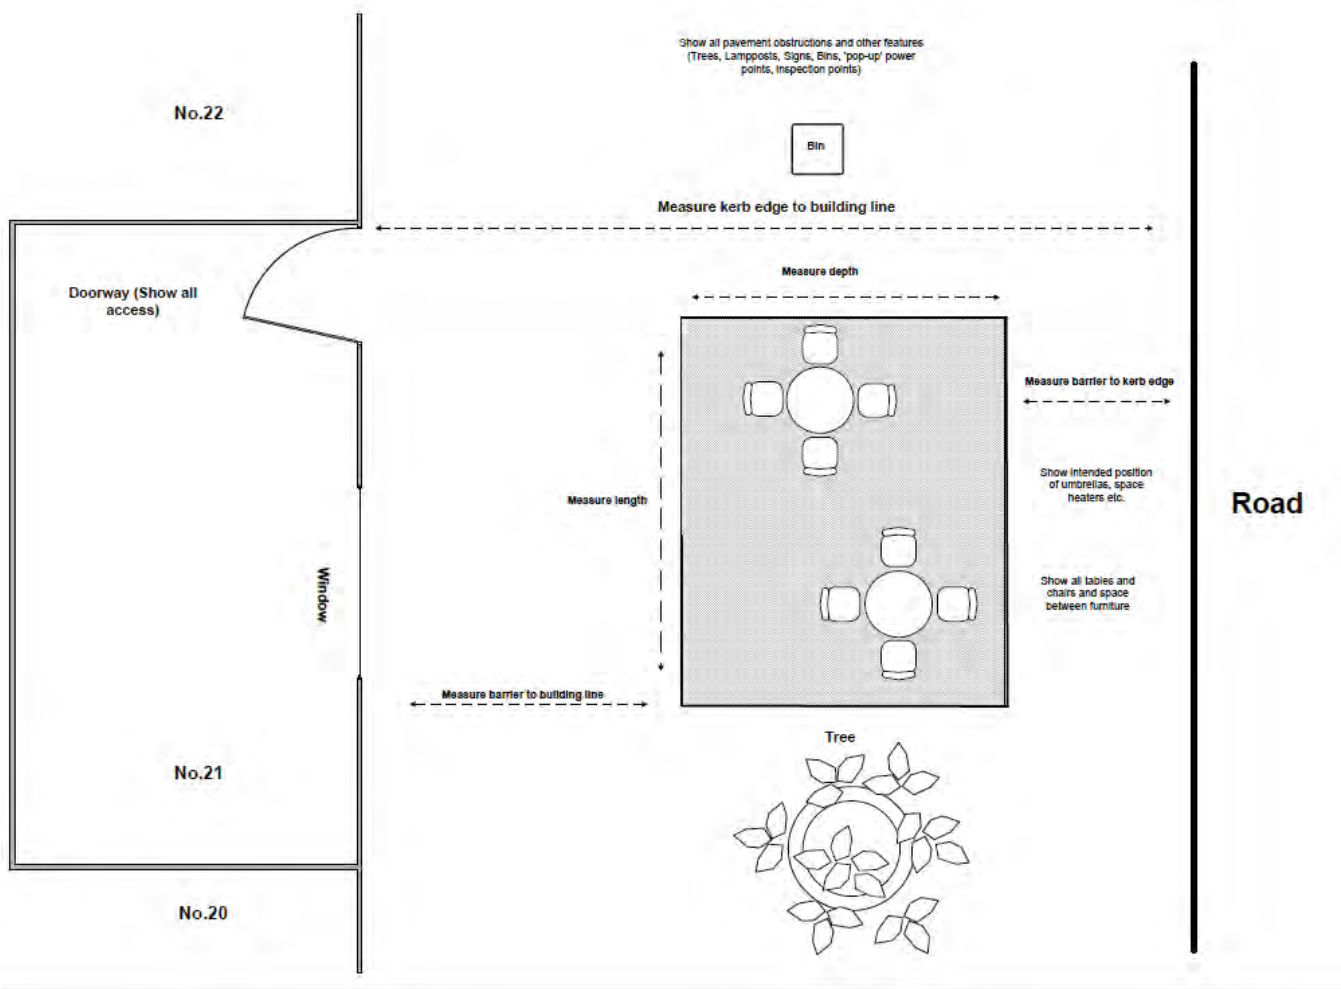 Show all pavement obstructions and other features
(Trees, Lampposts, Signs, Bins, 'pop-up' power
points, inspection points)
No.22
Bin
Measure kerb edge to building line
Measure depth
Doorway (Show all
access)
Measure barrier to kerb edge
Show intended position
of umbrellas, space
heaters etc.
Measure length
Road
Window
Show all tables and
chairs and space
between furniture
Measure barrier to building line
Tree
No.21
No.20